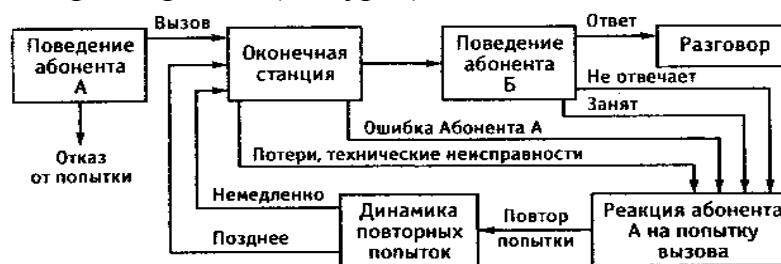 Вызов
Ответ
Поведение
абонента
А
Оконечная
станция
Поведение
абонента
Б
Разговор
Не отвечает
Занят
Отказ
от попытки
Ошибка Абонента А
Потери, технические неисправности
Немедленно
Позднее
Динамика
повторных
попыток
Повтор
попытки
Реакция абонента
А на попытку
вызова